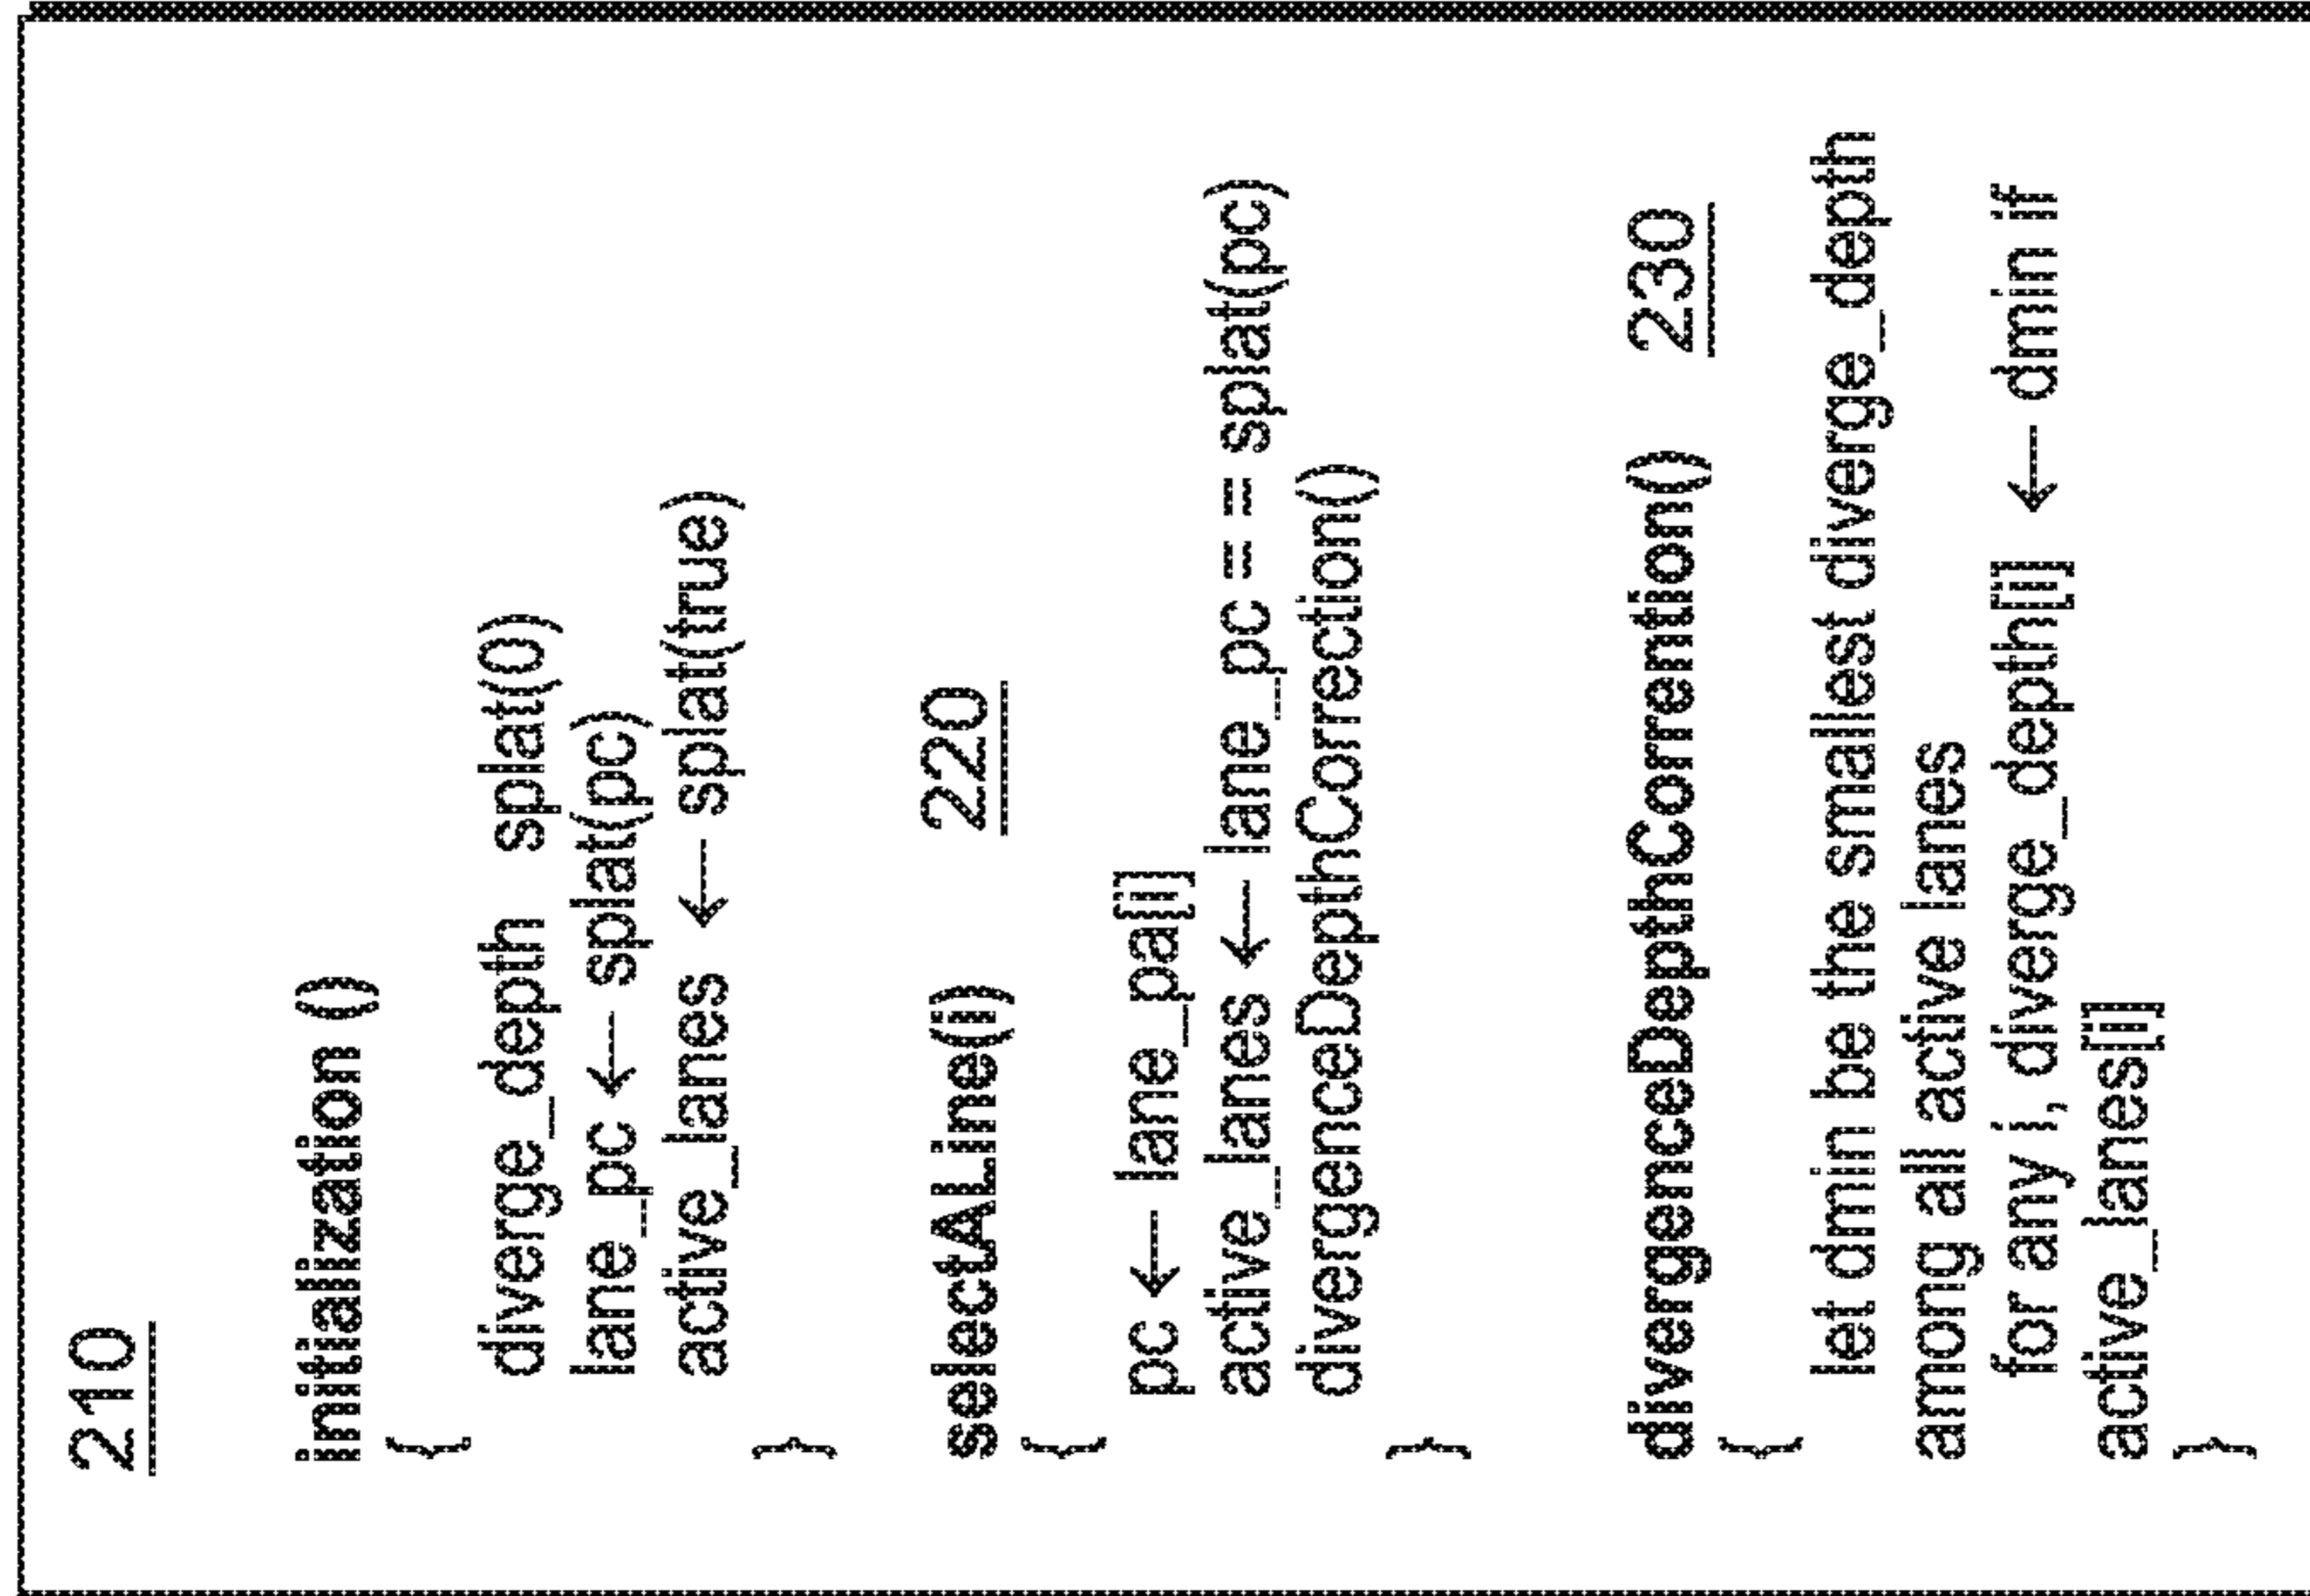 210
initialization ()
{
diverge_depth splat(0)
lane_pc ← splat(pc)
active_lanes ← splat(true)
}
selectALine(i) 220
{
pc ← lane_pa[i]
active_lanes ← lane_pc == splat(pc)
divergenceDepthCorrection()
}
divergenceDepthCorrention() 230
{
let dmin be the smallest diverge_depth
among all active lanes
for any i, diverge_depth[i] ← dmin if
active_lanes[i]
}